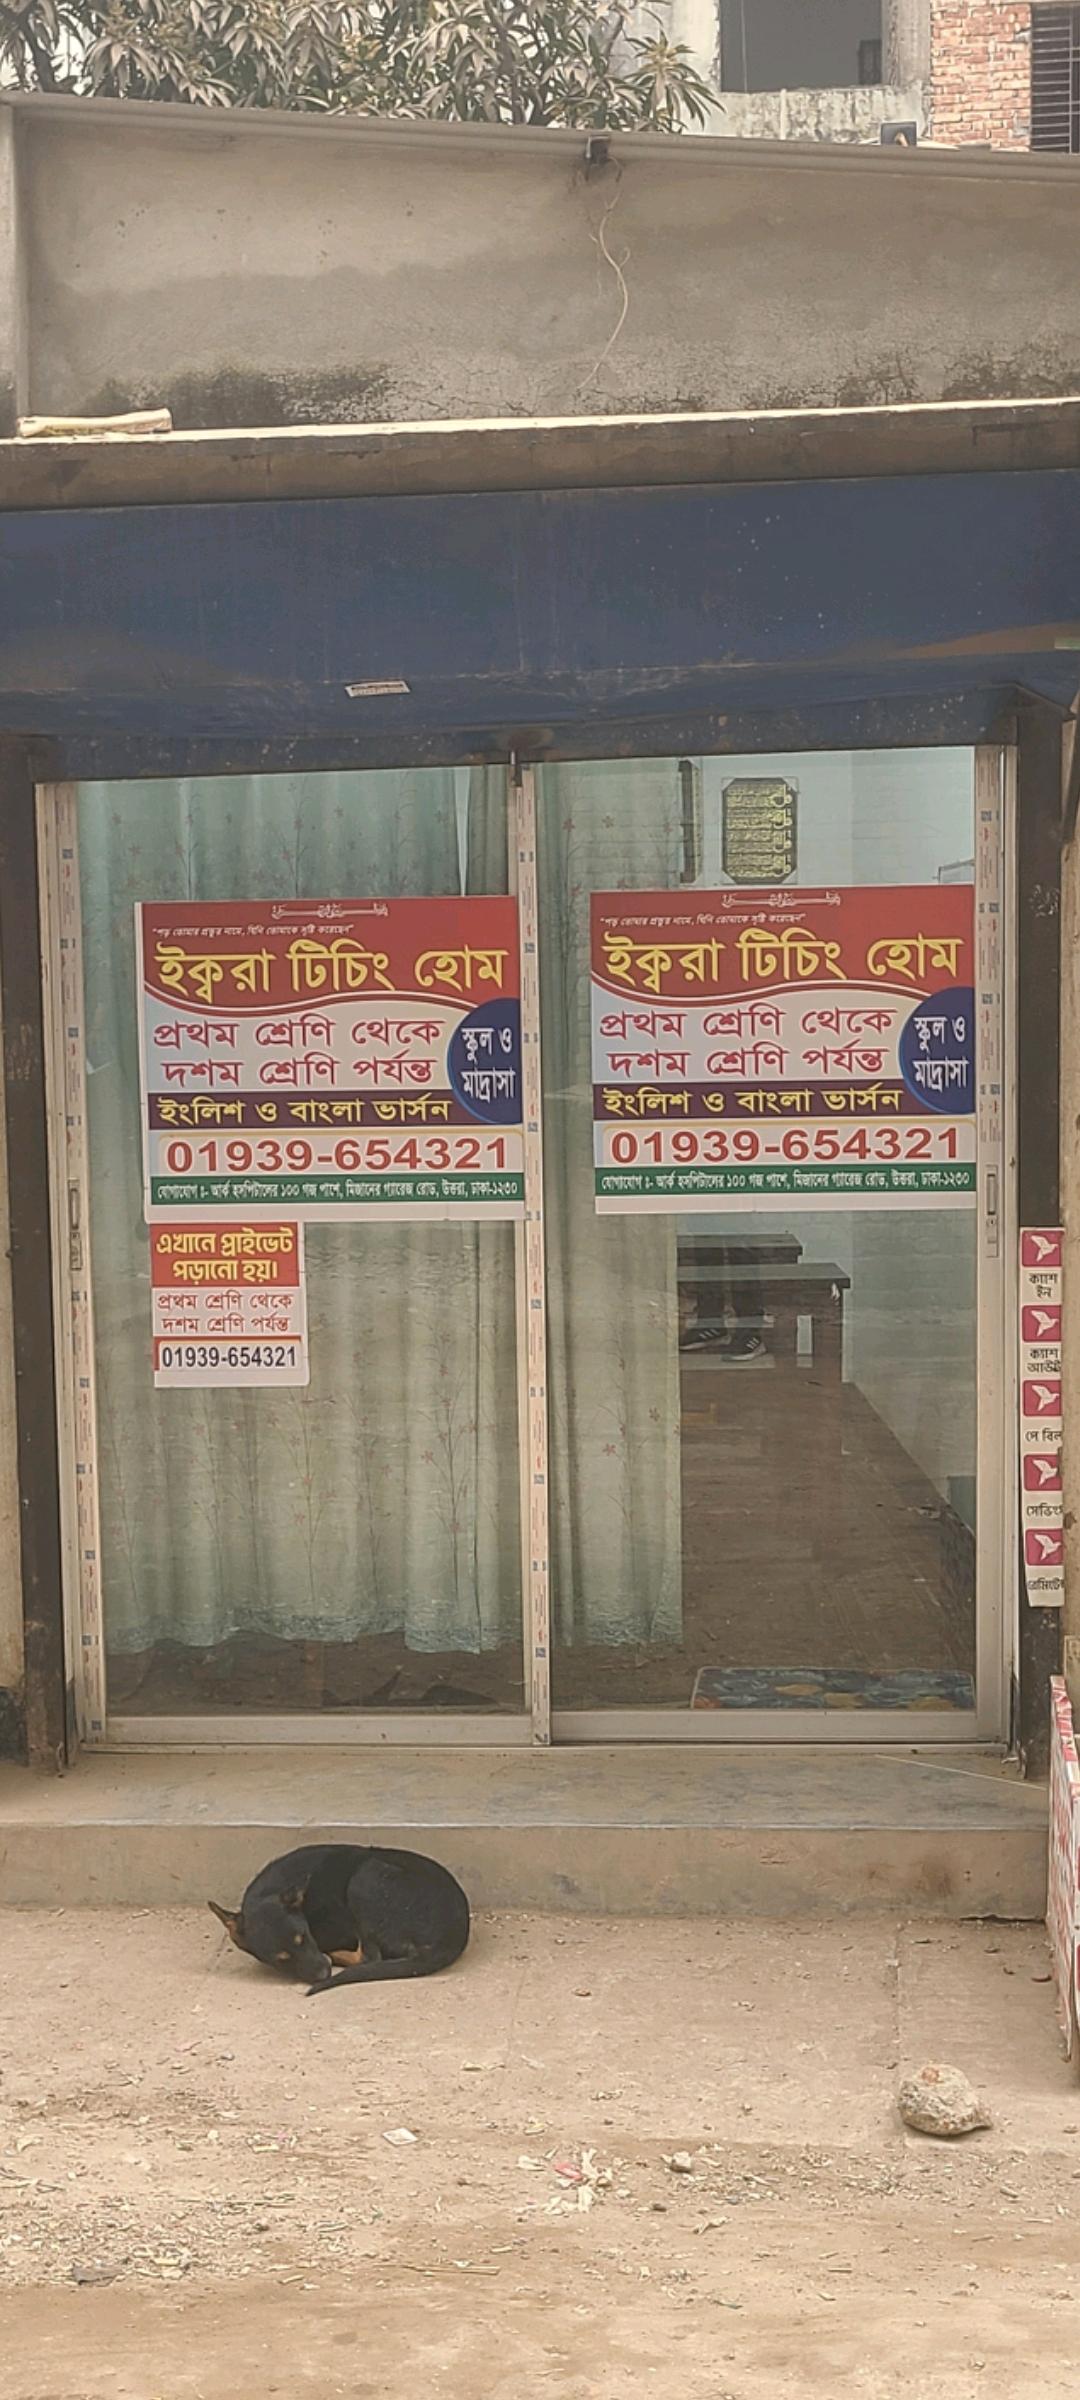 "পড় তোমার প্রভুর নামে, যিনি তোমাকে সৃষ্টি করেছেন"
ইক্বরা টিচিং হোম
প্রথম শ্রেণি থেকে
দশম শ্রেণি পর্যন্ত
স্কুল ও
মাদ্রাসা
ইংলিশ ও বাংলা ভার্সন
01939-654321
যোগাযোগ ঃ- আর্ক হসপিটালের ১০০ গজ পাশে, মিজানের গ্যারেজ রোড, উত্তরা, ঢাকা-১২৩০
"পড় তোমার প্রভুর নামে, যিনি তোমাকে সৃষ্টি করেছেন"
ইক্বরা টিচিং হোম
প্রথম শ্রেণি থেকে
দশম শ্রেণি পর্যন্ত
স্কুল ও
মাদ্রাসা
ইংলিশ ও বাংলা ভার্সন
01939-654321
যোগাযোগ ঃ- আর্ক হসপিটালের ১০০ গজ পাশে, মিজানের গ্যারেজ রোড, উত্তরা, ঢাকা-১২৩০
এখানে প্রাইভেট
পড়ানো হয়।
প্রথম শ্রেণি থেকে
দশম শ্রেণি পর্যন্ত
01939-654321
ক্যাশ
ইন
ক্যাশ
আউট
পে বিল